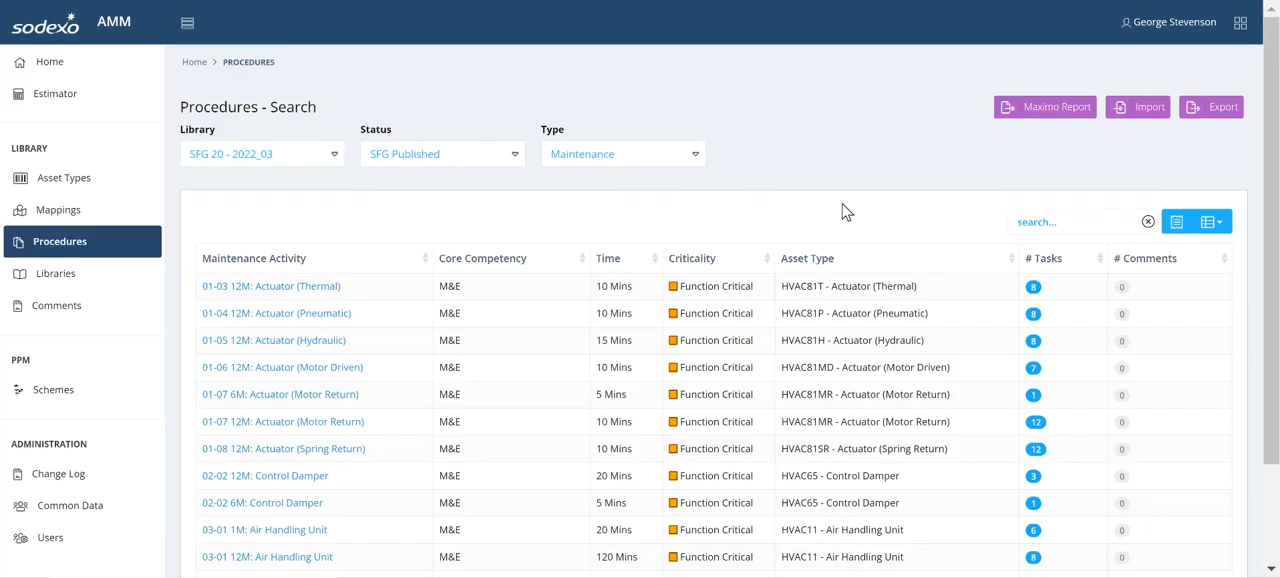 sodexo AMM George Stevenson
Home
Estimator
LIBRARY
Asset Types
Mappings
Procedures
Libraries
Comments
PPM
Schemes
ADMINISTRATION
Change Log
Common Data
Users
Home > PROCEDURES
Procedures - Search
Maximo Report Import Export
Library Status Type
SFG 20 - 2022_03 SFG Published Maintenance
search...
Maintenance Activity Core Competency Time Criticality Asset Type # Tasks # Comments
01-03 12M: Actuator (Thermal) M&E 10 Mins Function Critical HVAC81T - Actuator (Thermal) 8 0
01-04 12M: Actuator (Pneumatic) M&E 10 Mins Function Critical HVAC81P - Actuator (Pneumatic) 8 0
01-05 12M: Actuator (Hydraulic) M&E 15 Mins Function Critical HVAC81H - Actuator (Hydraulic) 8 0
01-06 12M: Actuator (Motor Driven) M&E 10 Mins Function Critical HVAC81MD - Actuator (Motor Driven) 7 0
01-07 6M: Actuator (Motor Return) M&E 5 Mins Function Critical HVAC81MR - Actuator (Motor Return) 1 0
01-07 12M: Actuator (Motor Return) M&E 10 Mins Function Critical HVAC81MR - Actuator (Motor Return) 12 0
01-08 12M: Actuator (Spring Return) M&E 10 Mins Function Critical HVAC81SR - Actuator (Spring Return) 12 0
02-02 12M: Control Damper M&E 20 Mins Function Critical HVAC65 - Control Damper 3 0
02-02 6M: Control Damper M&E 5 Mins Function Critical HVAC65 - Control Damper 1 0
03-01 1M: Air Handling Unit M&E 20 Mins Function Critical HVAC11 - Air Handling Unit 6 0
03-01 12M: Air Handling Unit M&E 120 Mins Function Critical HVAC11 - Air Handling Unit 8 0